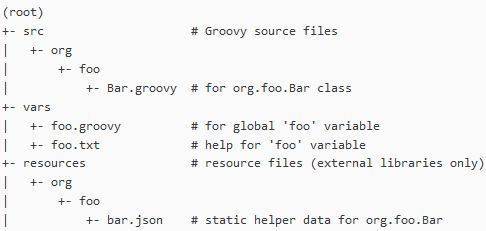 (root)
+- src                     # Groovy source files
|   +- org
|       +- foo
|           +- Bar.groovy  # for org.foo.Bar class
+- vars
|   +- foo.groovy          # for global 'foo' variable
|   +- foo.txt             # help for 'foo' variable
+- resources               # resource files (external libraries only)
|   +- org
|       +- foo
|           +- bar.json    # static helper data for org.foo.Bar